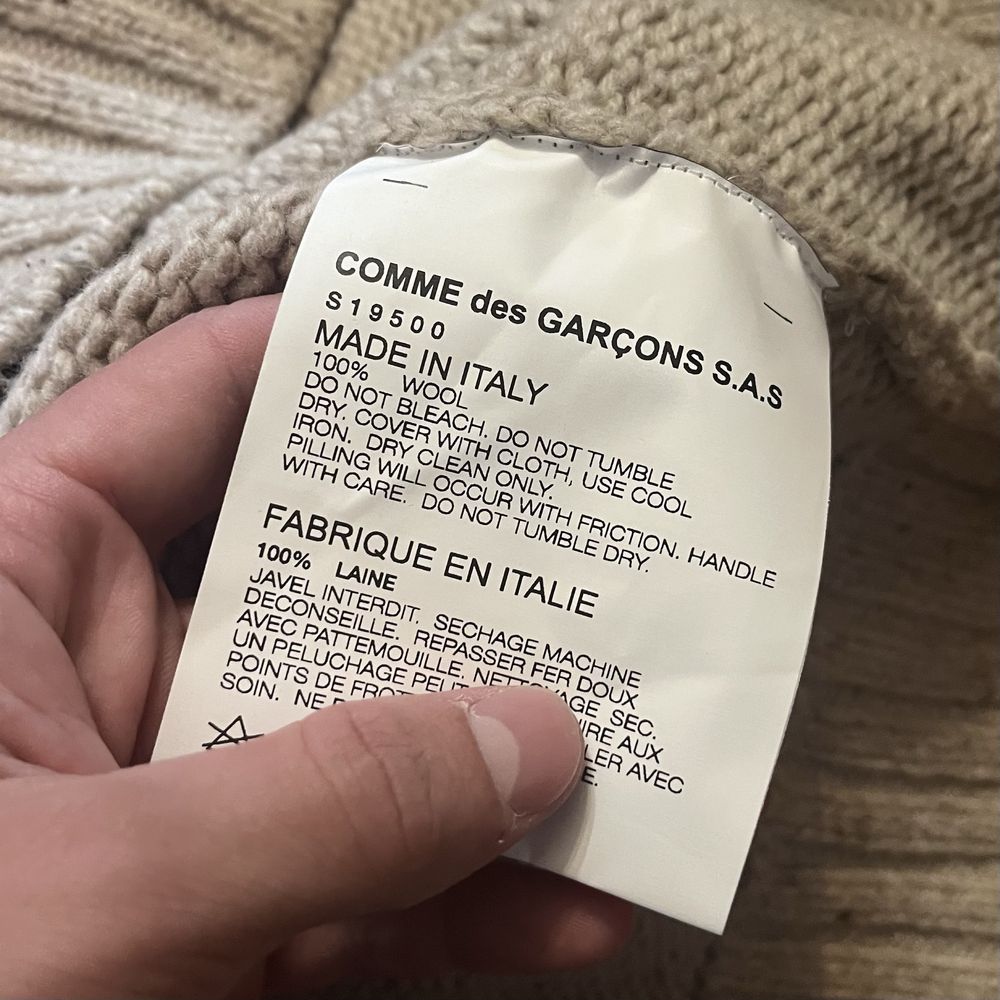 COMME des GARÇONS S.A.S
S19500
MADE IN ITALY
100% WOOL
DO NOT BLEACH. DO NOT TUMBLE
DRY. COVER WITH CLOTH, USE COOL
IRON. DRY CLEAN ONLY.
PILLING WILL OCCUR WITH FRICTION. HANDLE
WITH CARE. DO NOT TUMBLE DRY.
FABRIQUE EN ITALIE
100% LAINE
JAVEL INTERDIT. SECHAGE MACHINE
DECONSEILLE. REPASSER FER DOUX
AVEC PATTEMOUILLE. NETTOYAGE SEC.
UN PELUCHAGE AUX
POINTS DE AVEC
SOIN. NE